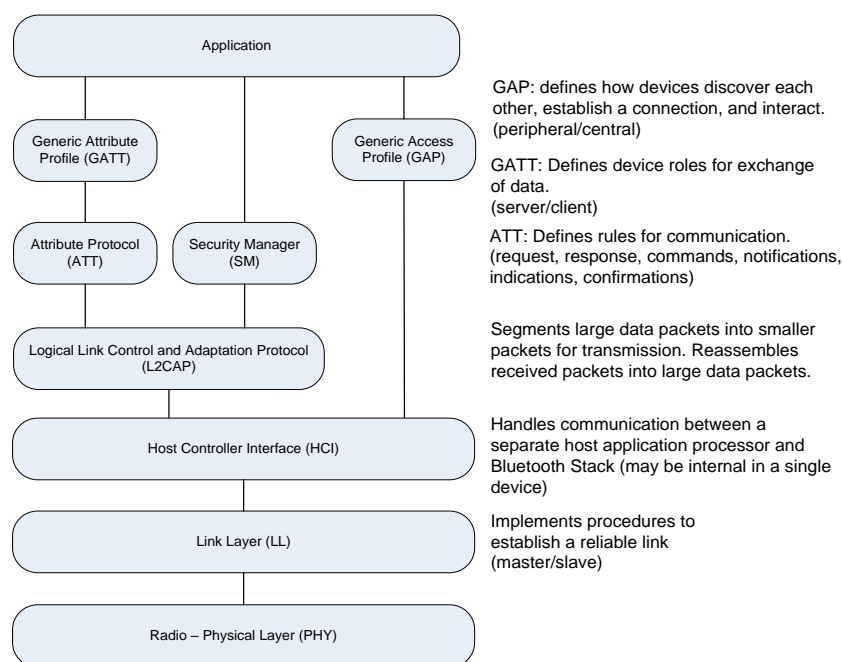 Application
GAP: defines how devices discover each
other, establish a connection, and interact.
(peripheral/central)
Generic Attribute
Profile (GATT)
Generic Access
Profile (GAP)
GATT: Defines device roles for exchange
of data.
(server/client)
Attribute Protocol
(ATT)
Security Manager
(SM)
ATT: Defines rules for communication.
(request, response, commands, notifications,
indications, confirmations)
Logical Link Control and Adaptation Protocol
(L2CAP)
Segments large data packets into smaller
packets for transmission. Reassembles
received packets into large data packets.
Host Controller Interface (HCI)
Handles communication between a
separate host application processor and
Bluetooth Stack (may be internal in a single
device)
Link Layer (LL)
Implements procedures to
establish a reliable link
(master/slave)
Radio – Physical Layer (PHY)